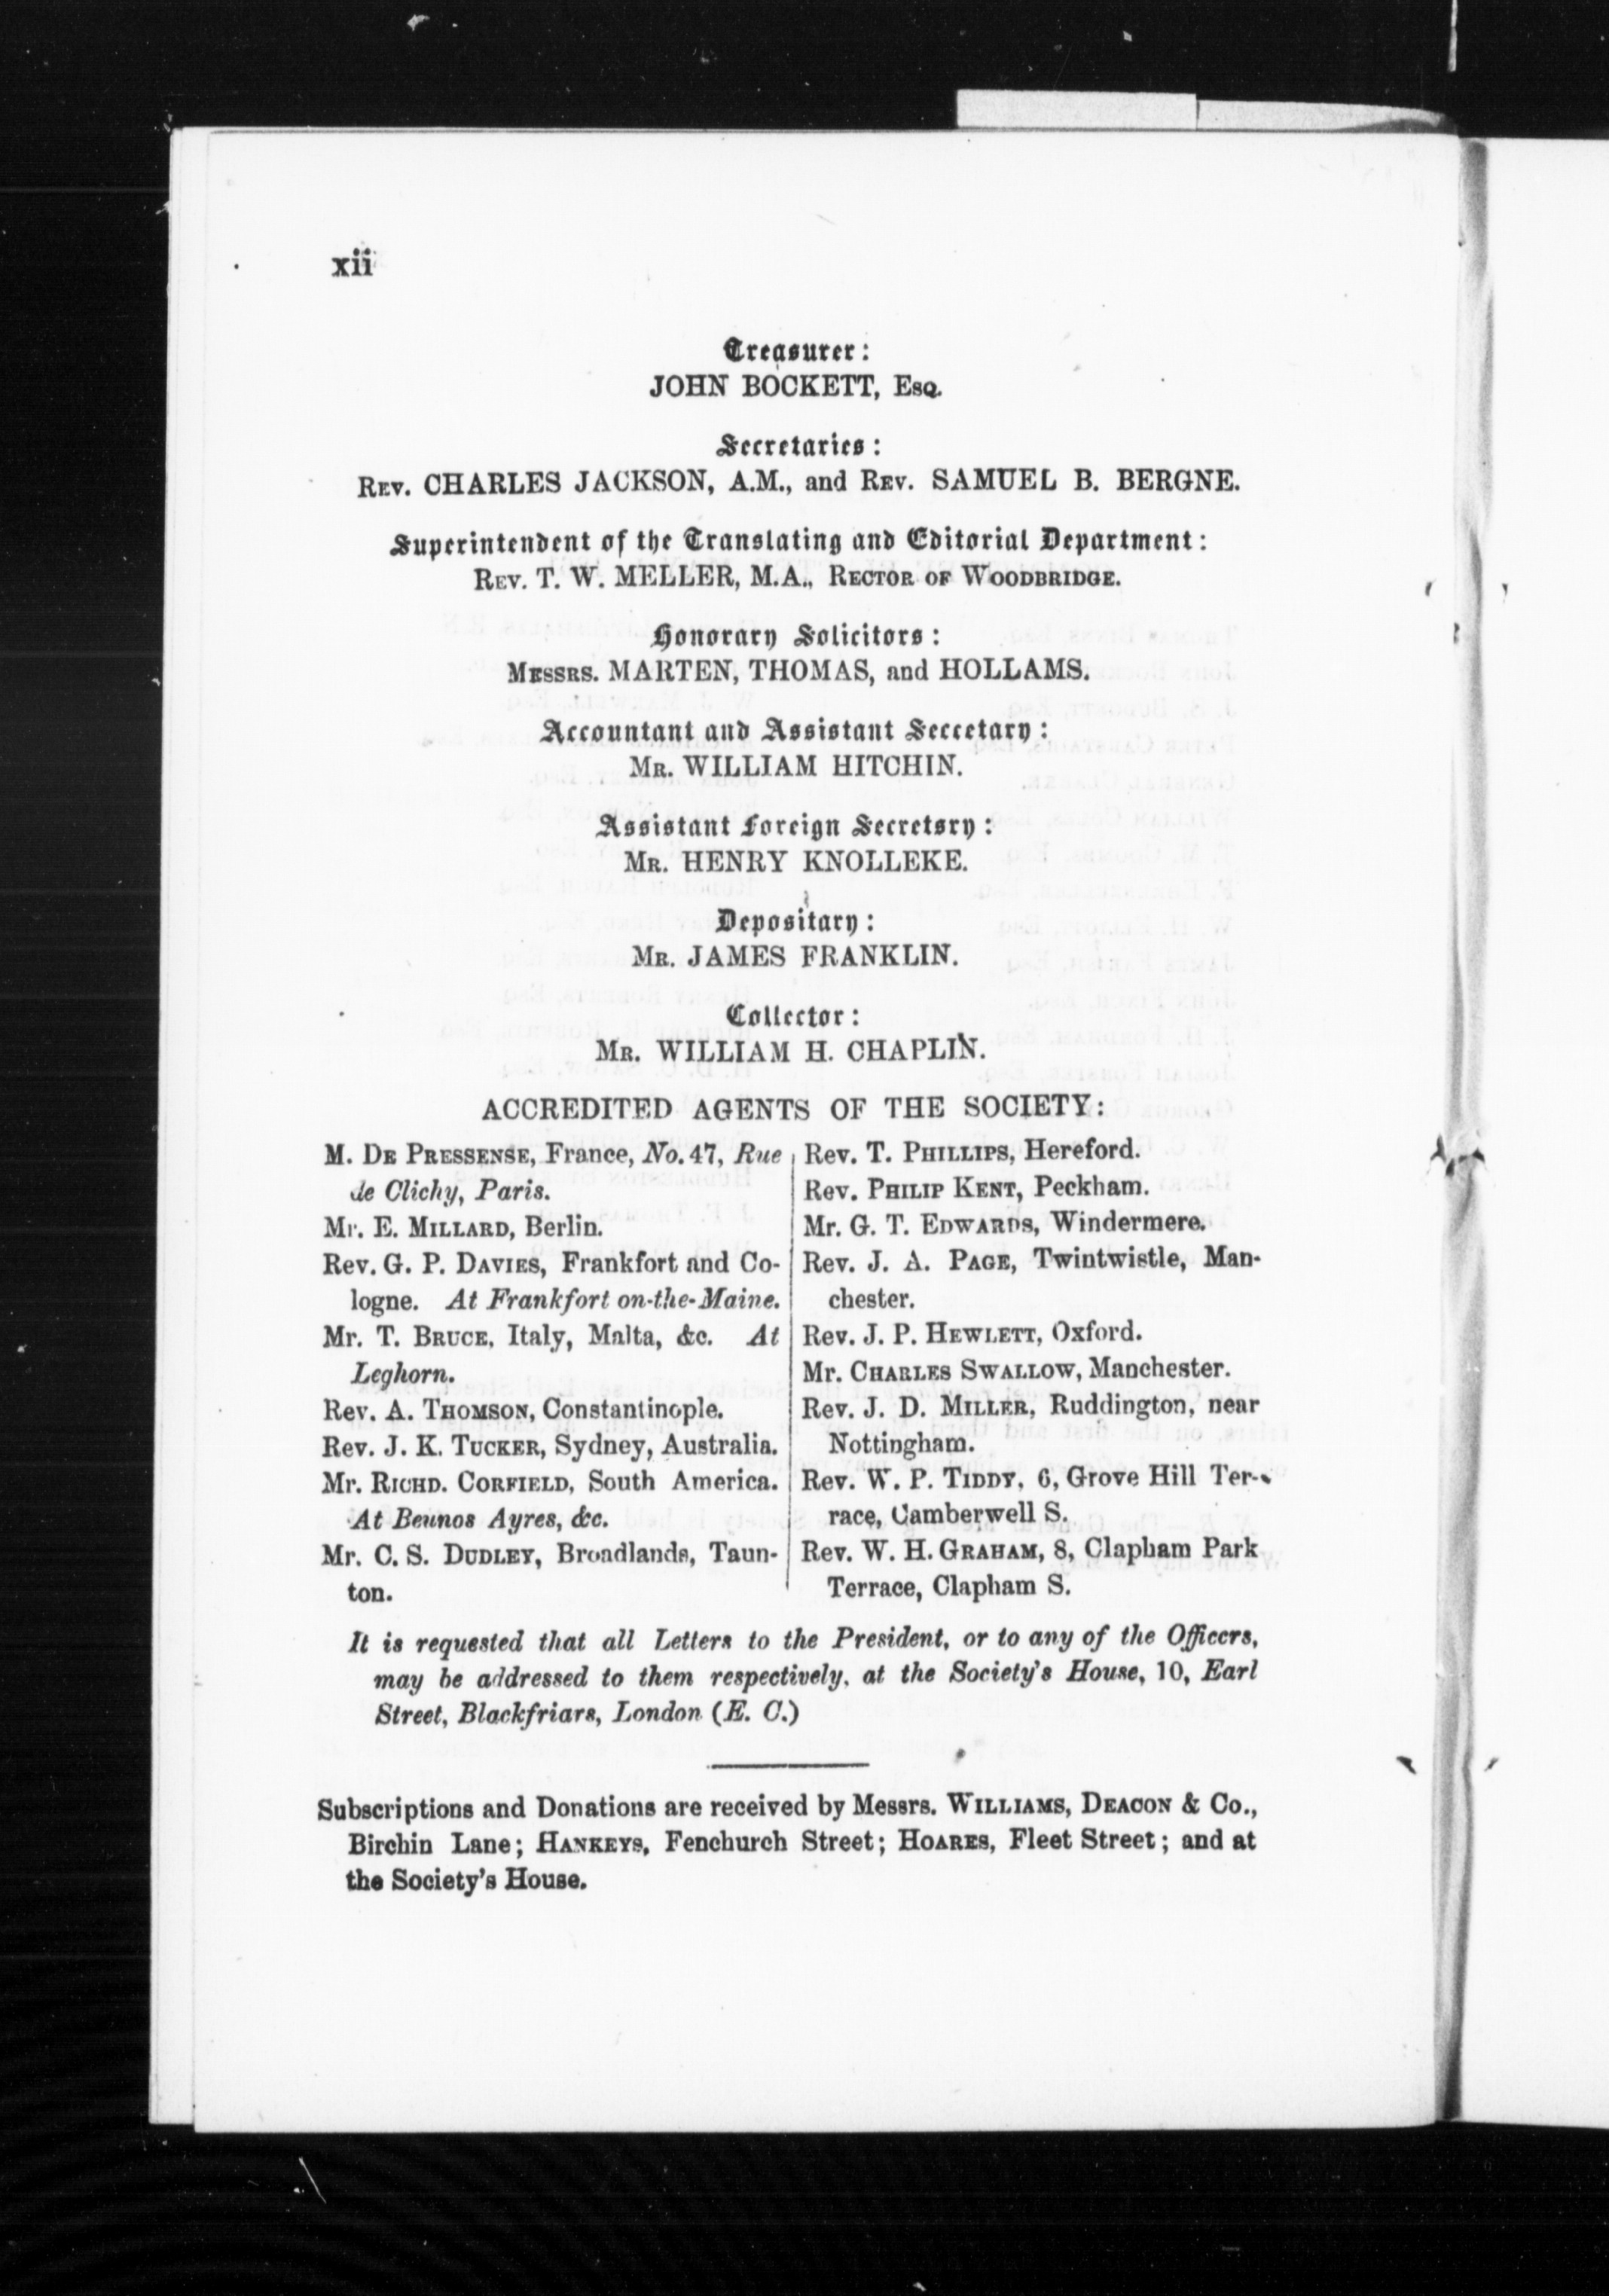 xii
Treasurer:
JOHN BOCKETT, Esq.
Secretaries:
Rev. CHARLES JACKSON, A.M., and Rev. SAMUEL B. BERGNE.
Superintendent of the Translating and Editorial Department:
Rev. T. W. MELLER, M.A., Rector of Woodbridge.
Honorary Solicitors:
Messrs. MARTEN, THOMAS, and HOLLAMS.
Accountant and Assistant Seccetary:
Mr. WILLIAM HITCHIN.
Assistant Foreign Secretsry:
Mr. HENRY KNOLLEKE.
Depositary:
Mr. JAMES FRANKLIN.
Collector:
Mr. WILLIAM H. CHAPLIN.
ACCREDITED AGENTS OF THE SOCIETY:
M. De Pressense, France, No. 47, Rue
de Clichy, Paris.
Mr. E. Millard, Berlin.
Rev. G. P. Davies, Frankfort and Co-
logne. At Frankfort on-the-Maine.
Mr. T. Bruce, Italy, Malta, &c. At
Leghorn.
Rev. A. Thomson, Constantinople.
Rev. J. K. Tucker, Sydney, Australia.
Mr. Richd. Corfield, South America.
At Beunos Ayres, &c.
Mr. C. S. Dudley, Broadlands, Taun-
ton.
Rev. T. Phillips, Hereford.
Rev. Philip Kent, Peckham.
Mr. G. T. Edwards, Windermere.
Rev. J. A. Page, Twintwistle, Man-
chester.
Rev. J. P. Hewlett, Oxford.
Mr. Charles Swallow, Manchester.
Rev. J. D. Miller, Ruddington, near
Nottingham.
Rev. W. P. Tiddy, 6, Grove Hill Ter-
race, Camberwell S.
Rev. W. H. Graham, 8, Clapham Park
Terrace, Clapham S.
It is requested that all Letters to the President, or to any of the Officers,
may be addressed to them respectively, at the Society's House, 10, Earl
Street, Blackfriars, London (E. C.)
Subscriptions and Donations are received by Messrs. Williams, Deacon & Co.,
Birchin Lane; Hankeys, Fenchurch Street; Hoares, Fleet Street; and at
the Society's House.